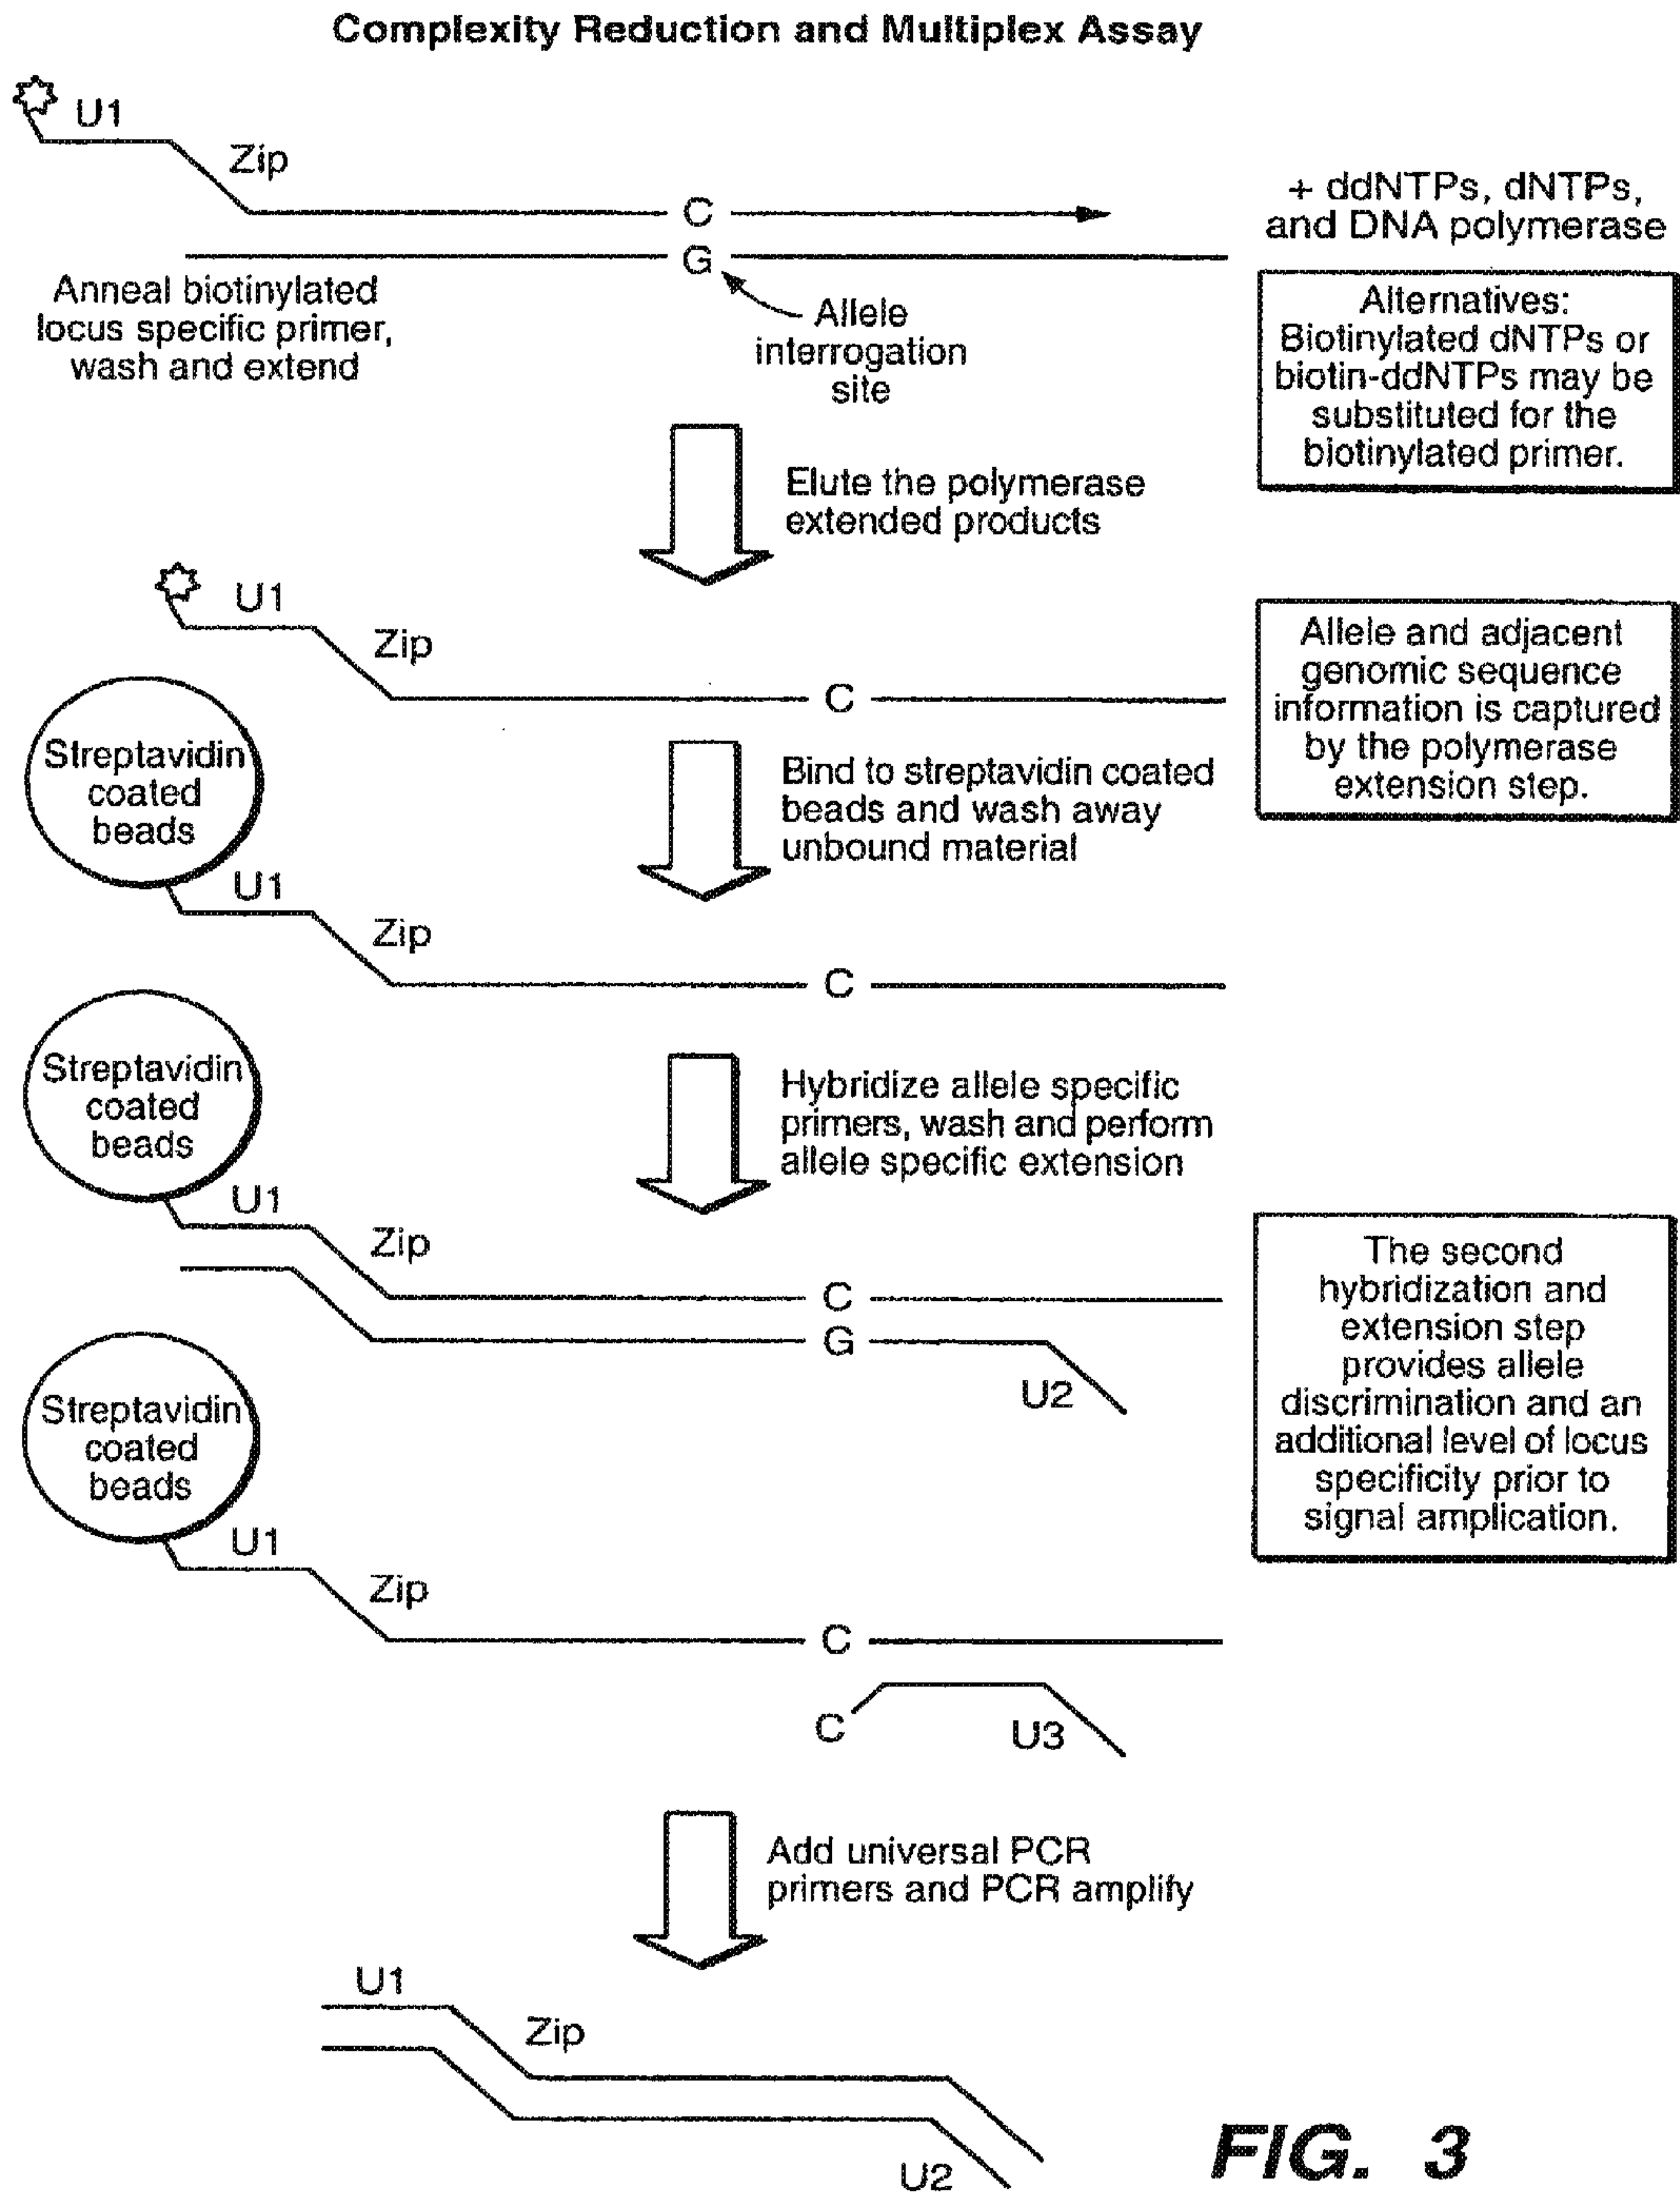 Complexity Reduction and Multiplex Assay
U1
Zip
C
G
+ ddNTPs, dNTPs,
and DNA polymerase
Anneal biotinylated
locus specific primer,
wash and extend
Allele
interrogation
site
Alternatives:
Biotinylated dNTPs or
biotin-ddNTPs may be
substituted for the
biotinylated primer.
Elute the polymerase
extended products
U1
Zip
C
Allele and adjacent
genomic sequence
information is captured
by the polymerase
extension step.
Streptavidin
coated
beads
Bind to streptavidin coated
beads and wash away
unbound material
U1
Zip
C
Streptavidin
coated
beads
Hybridize allele specific
primers, wash and perform
allele specific extension
U1
Zip
C
G
U2
The second
hybridization and
extension step
provides allele
discrimination and an
additional level of locus
specificity prior to
signal amplication.
Streptavidin
coated
beads
U1
Zip
C
C
U3
Add universal PCR
primers and PCR amplify
U1
Zip
U2
FIG. 3